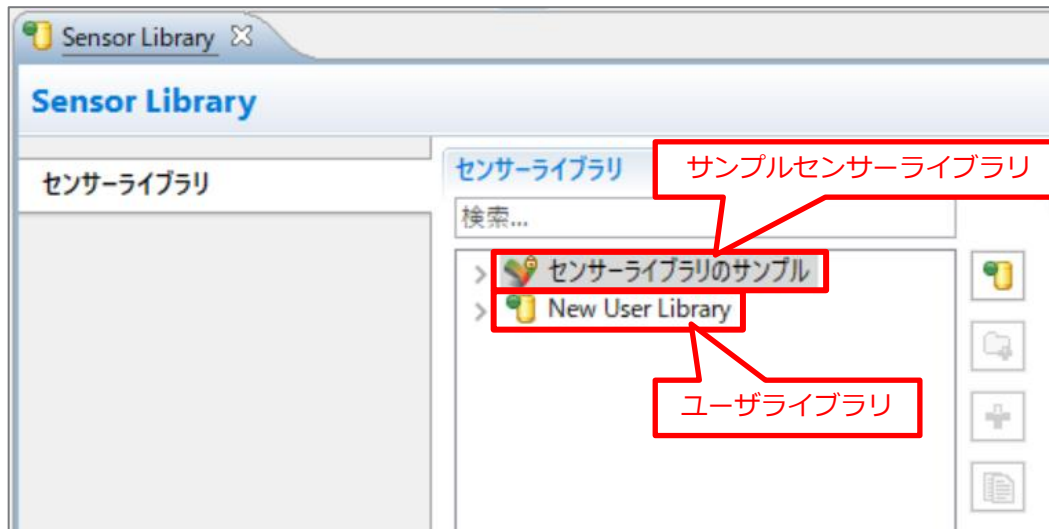 Sensor Library
Sensor Library
センサーライブラリ
センサーライブラリ
サンプルセンサーライブラリ
検索...
センサーライブラリのサンプル
New User Library
ユーザライブラリ